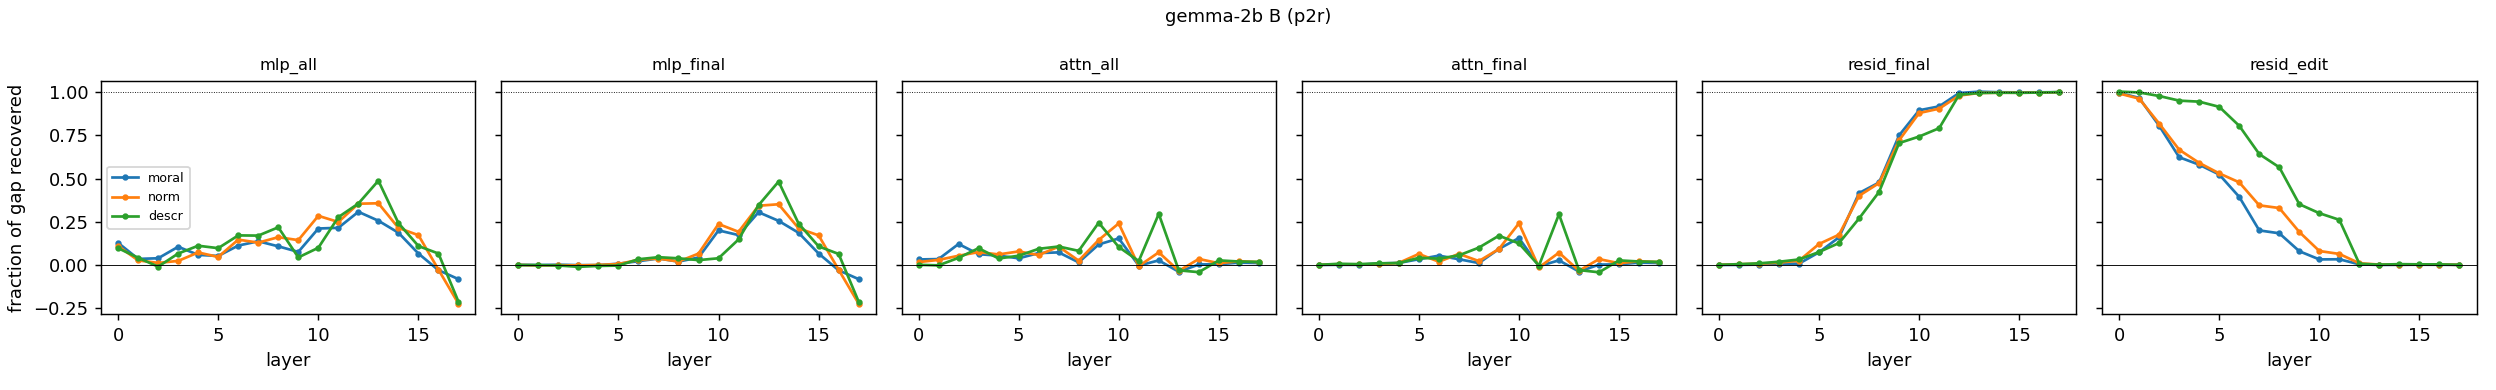 gemma-2b B (p2r)
mlp_all
mlp_final
attn_all
attn_final
resid_final
resid_edit
fraction of gap recovered
1.00
0.75
0.50
0.25
0.00
−0.25
moral
norm
descr
0 5 10 15
0 5 10 15
0 5 10 15
0 5 10 15
0 5 10 15
0 5 10 15
layer
layer
layer
layer
layer
layer